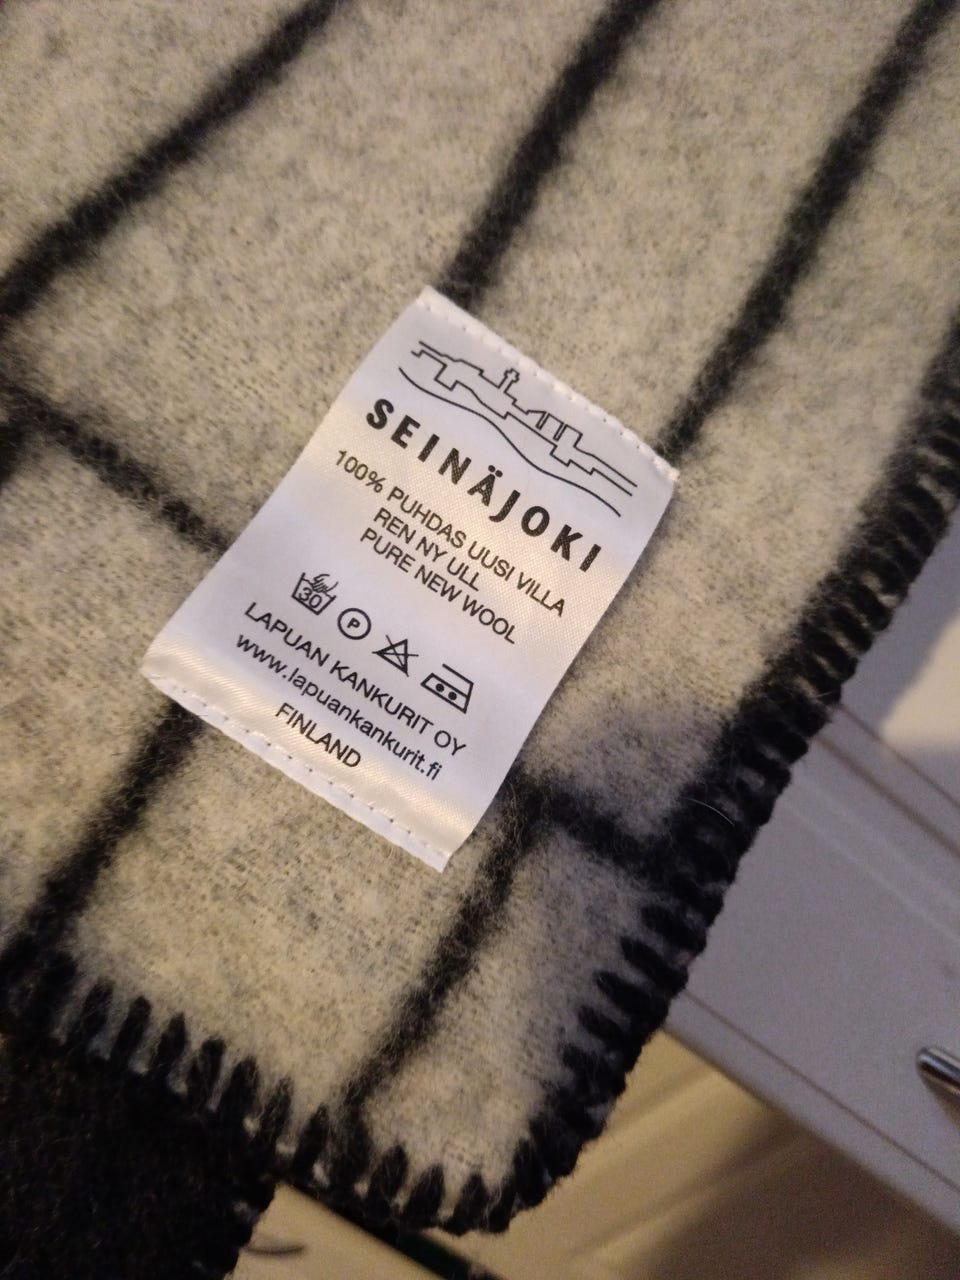 SEINÄJOKI
100% PUHDAS UUSI VILLA
REN NY ULL
PURE NEW WOOL
30 P
LAPUAN KANKURIT OY
www.lapuankankurit.fi
FINLAND